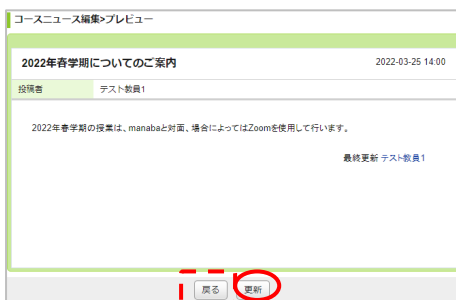 コースニュース編集>プレビュー
2022年春学期についてのご案内 2022-03-25 14:00
投稿者 テスト教員1
2022年春学期の授業は、manabaと対面、場合によってはZoomを使用して行います。
最終更新 テスト教員1
戻る 更新